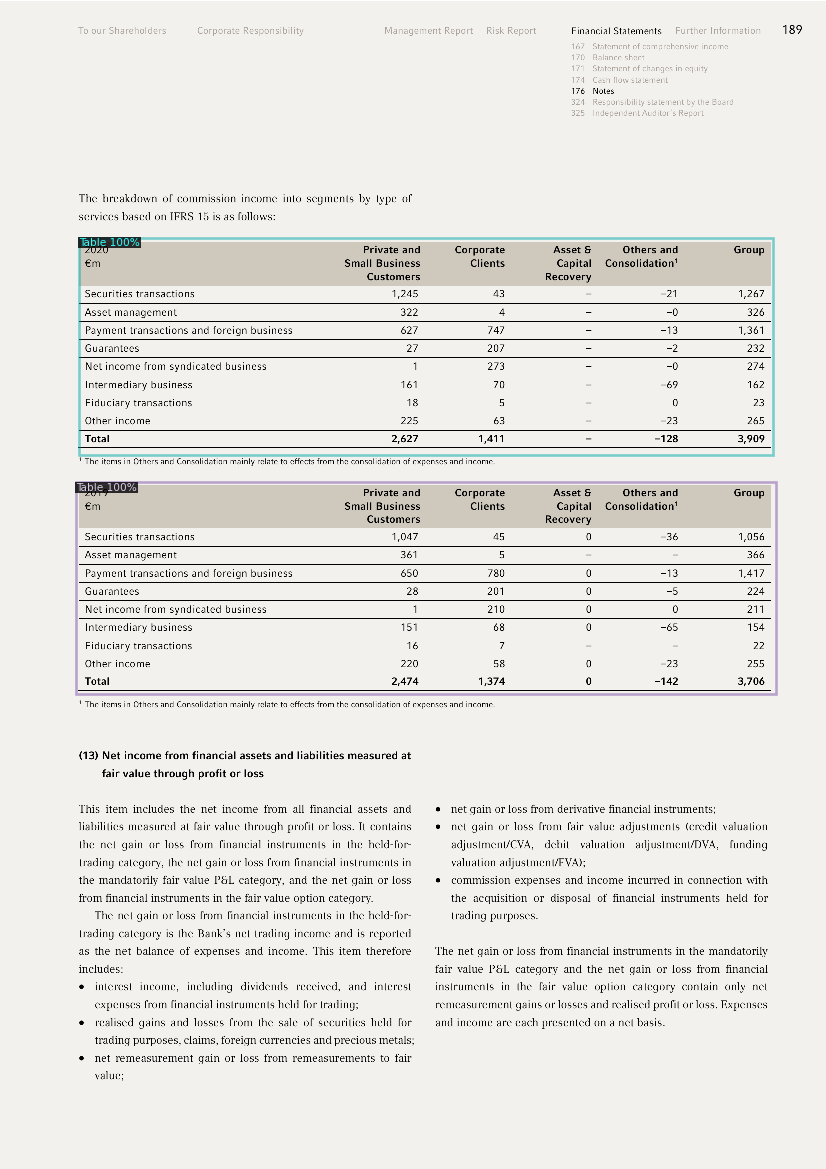 To our Shareholders Corporate Responsibility Management Report Risk Report Financial Statements Further Information 189
167 Statement of comprehensive income
170 Balance sheet
171 Statement of changes in equity
174 Cash flow statement
176 Notes
324 Responsibility statement by the Board
325 Independent Auditor's Report
The breakdown of commission income into segments by type of
services based on IFRS 15 is as follows:
Table 100%
2020 Private and Corporate Asset & Others and Group
€m Small Business Clients Capital Consolidation¹
Customers Recovery
Securities transactions 1,245 43 – –21 1,267
Asset management 322 4 – –0 326
Payment transactions and foreign business 627 747 – –13 1,361
Guarantees 27 207 – –2 232
Net income from syndicated business 1 273 – –0 274
Intermediary business 161 70 – –69 162
Fiduciary transactions 18 5 – 0 23
Other income 225 63 – –23 265
Total 2,627 1,411 – –128 3,909
¹ The items in Others and Consolidation mainly relate to effects from the consolidation of expenses and income.
Table 100%
Private and Corporate Asset & Others and Group
€m Small Business Clients Capital Consolidation¹
Customers Recovery
Securities transactions 1,047 45 0 –36 1,056
Asset management 361 5 – – 366
Payment transactions and foreign business 650 780 0 –13 1,417
Guarantees 28 201 0 –5 224
Net income from syndicated business 1 210 0 0 211
Intermediary business 151 68 0 –65 154
Fiduciary transactions 16 7 – – 22
Other income 220 58 0 –23 255
Total 2,474 1,374 0 –142 3,706
¹ The items in Others and Consolidation mainly relate to effects from the consolidation of expenses and income.
(13) Net income from financial assets and liabilities measured at
fair value through profit or loss
This item includes the net income from all financial assets and
liabilities measured at fair value through profit or loss. It contains
the net gain or loss from financial instruments in the held-for-
trading category, the net gain or loss from financial instruments in
the mandatorily fair value P&L category, and the net gain or loss
from financial instruments in the fair value option category.
The net gain or loss from financial instruments in the held-for-
trading category is the Bank's net trading income and is reported
as the net balance of expenses and income. This item therefore
includes:
• interest income, including dividends received, and interest
expenses from financial instruments held for trading;
• realised gains and losses from the sale of securities held for
trading purposes, claims, foreign currencies and precious metals;
• net remeasurement gain or loss from remeasurements to fair
value;
• net gain or loss from derivative financial instruments;
• net gain or loss from fair value adjustments (credit valuation
adjustment/CVA, debit valuation adjustment/DVA, funding
valuation adjustment/FVA);
• commission expenses and income incurred in connection with
the acquisition or disposal of financial instruments held for
trading purposes.
The net gain or loss from financial instruments in the mandatorily
fair value P&L category and the net gain or loss from financial
instruments in the fair value option category contain only net
remeasurement gains or losses and realised profit or loss. Expenses
and income are each presented on a net basis.